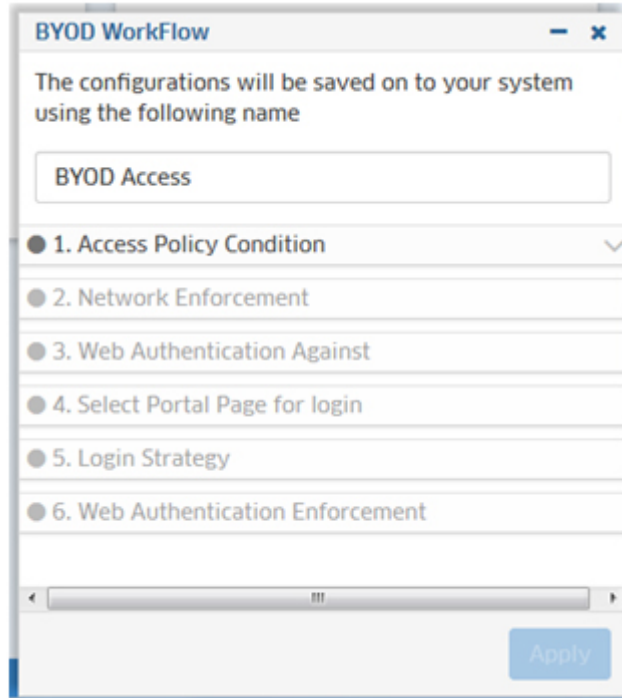 BYOD WorkFlow
The configurations will be saved on to your system
using the following name
BYOD Access
1. Access Policy Condition
2. Network Enforcement
3. Web Authentication Against
4. Select Portal Page for login
5. Login Strategy
6. Web Authentication Enforcement
Apply